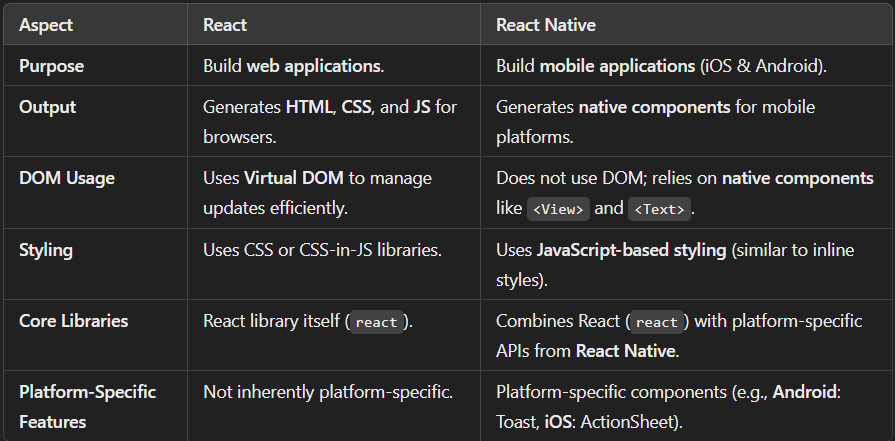 Aspect React React Native
Purpose Build web applications. Build mobile applications (iOS & Android).
Output Generates HTML, CSS, and JS for browsers. Generates native components for mobile platforms.
DOM Usage Uses Virtual DOM to manage updates efficiently. Does not use DOM; relies on native components like <View> and <Text>.
Styling Uses CSS or CSS-in-JS libraries. Uses JavaScript-based styling (similar to inline styles).
Core Libraries React library itself (react). Combines React (react) with platform-specific APIs from React Native.
Platform-Specific Features Not inherently platform-specific. Platform-specific components (e.g., Android: Toast, iOS: ActionSheet).